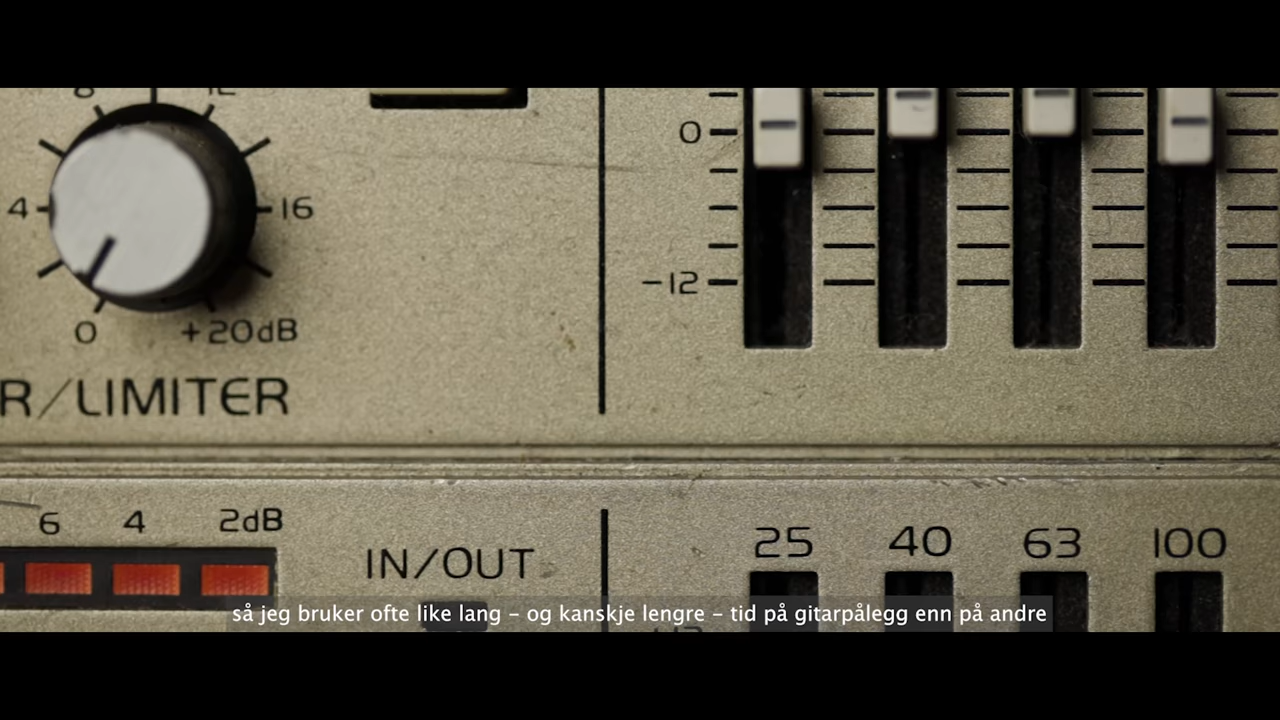 8 12
0
4 16
-12
0 +20dB
R/LIMITER
6 4 2dB
25 40 63 100
IN/OUT
så jeg bruker ofte like lang – og kanskje lengre – tid på gitarpålegg enn på andre